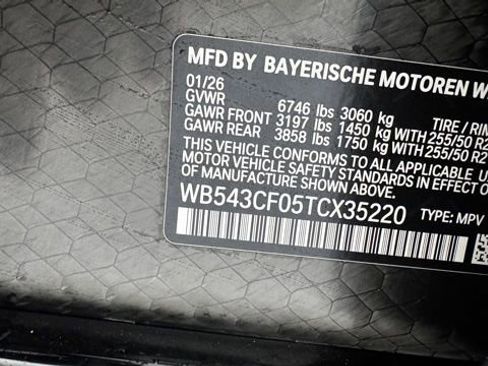 MFD BY BAYERISCHE MOTOREN W
01/26
GVWR 6746 lbs 3060 kg TIRE / RIM
GAWR FRONT 3197 lbs 1450 kg WITH 255/50 R2
GAWR REAR 3858 lbs 1750 kg WITH 255/50 R2
THIS VEHICLE CONFORMS TO ALL APPLICABLE U
MOTOR VEHICLE SAFETY STANDARDS IN EFFECT O
MANUFACTURE SHOWN ABOVE.
WB543CF05TCX35220 TYPE: MPV